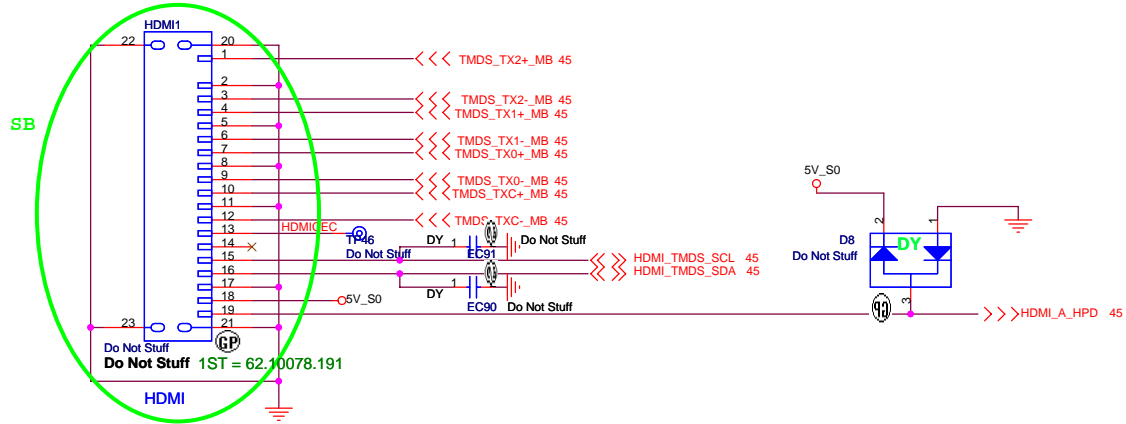 HDMI1
22 20
1 TMDS_TX2+_MB 45
2
3 TMDS_TX2-_MB 45
4 TMDS_TX1+_MB 45
SB
5
6 TMDS_TX1-_MB 45
7 TMDS_TX0+_MB 45
8
9 TMDS_TX0-_MB 45
10 TMDS_TXC+_MB 45
11
12 TMDS_TXC-_MB 45
13 HDMICEC
TP46
Do Not Stuff
14
DY 1 EC91 Do Not Stuff
15 HDMI_TMDS_SCL 45
16 HDMI_TMDS_SDA 45
17
DY 1 EC90 Do Not Stuff
18 5V_S0
19
23 21
GP
Do Not Stuff
Do Not Stuff 1ST = 62.10078.191
HDMI
5V_S0
2 1
D8
Do Not Stuff
DY
3
GP
HDMI_A_HPD 45